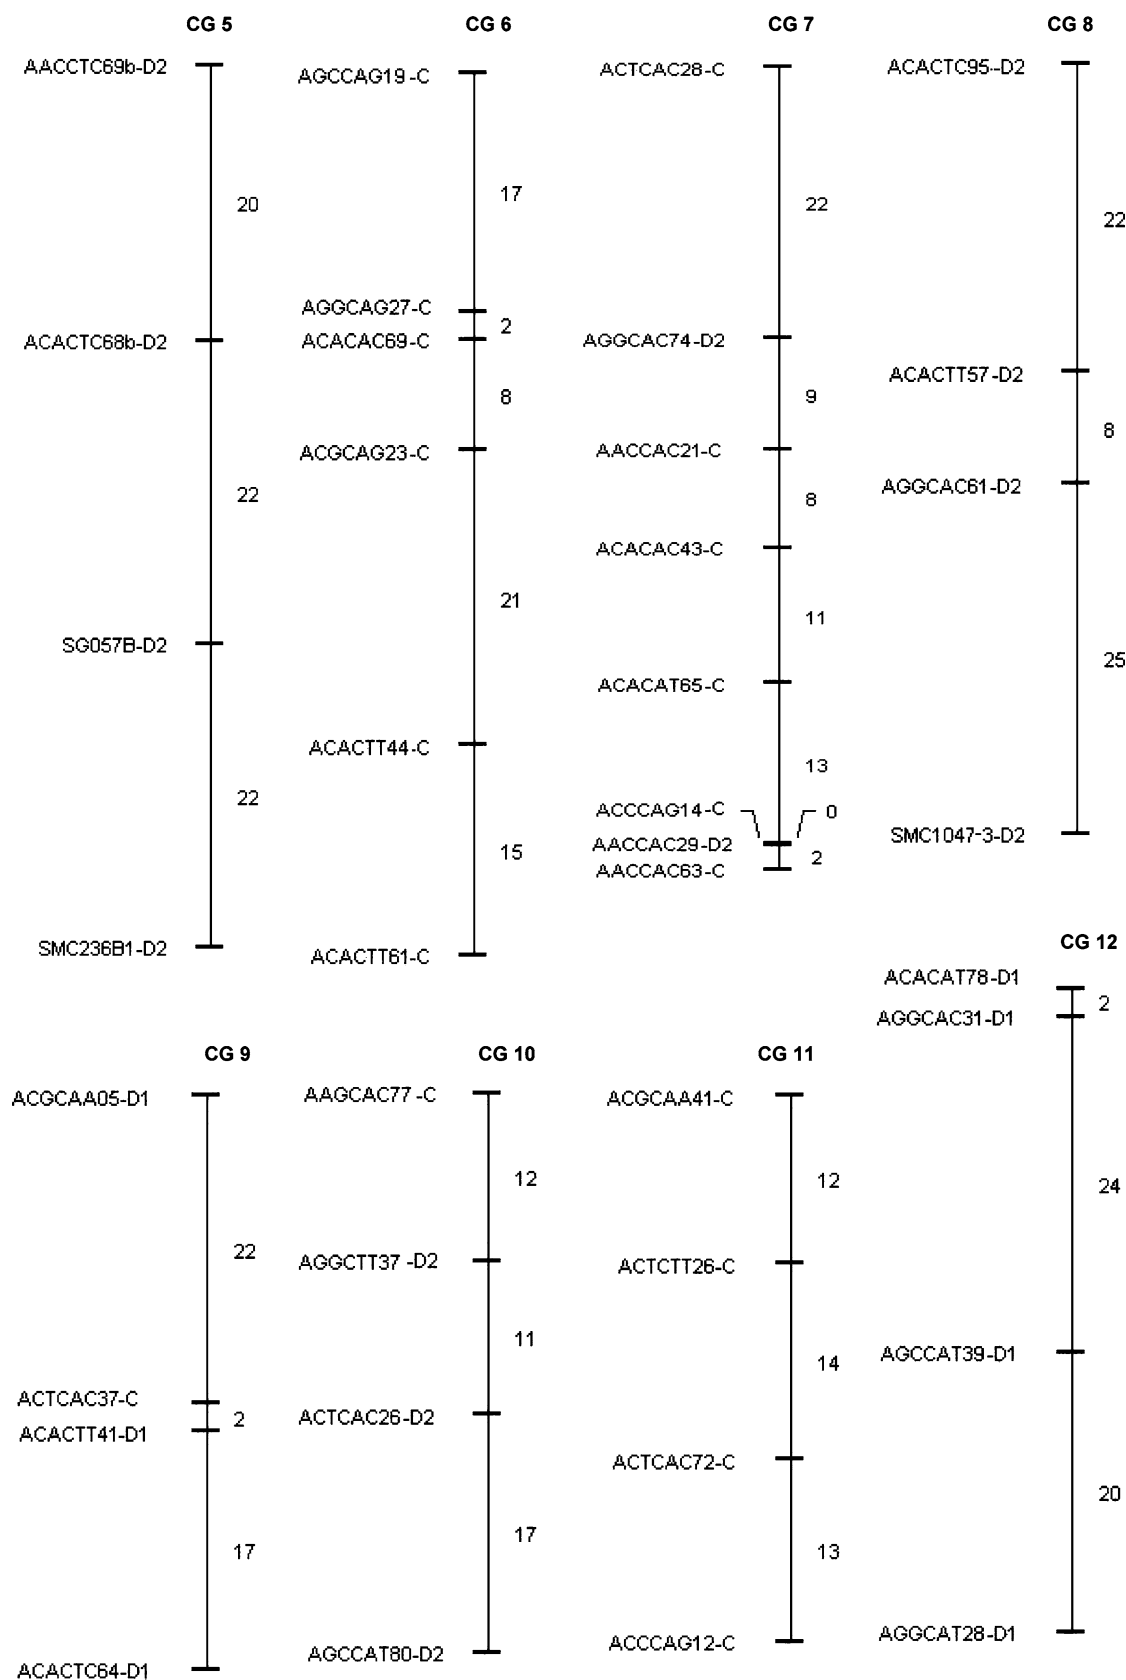 CG 5
AACCTC69b-D2
20
ACACTC68b-D2
22
SG057B-D2
22
SMC236B1-D2
CG 6
AGCCAG19-C
17
AGGCAG27-C
2
ACACAC69-C
8
ACGCAG23-C
21
ACACTT44-C
15
ACACTT61-C
CG 7
ACTCAC28-C
22
AGGCAC74-D2
9
AACCAC21-C
8
ACACAC43-C
11
ACACAT65-C
13
ACCCAG14-C
0
AACCAC29-D2
2
AACCAC63-C
CG 8
ACACTC95-D2
22
ACACTT57-D2
8
AGGCAC61-D2
25
SMC1047-3-D2
CG 9
ACGCAA05-D1
22
ACTCAC37-C
2
ACACTT41-D1
17
ACACTC64-D1
CG 10
AAGCAC77-C
12
AGGCTT37-D2
11
ACTCAC26-D2
17
AGCCAT80-D2
CG 11
ACGCAA41-C
12
ACTCTT26-C
14
ACTCAC72-C
13
ACCCAG12-C
CG 12
ACACAT78-D1
2
AGGCAC31-D1
24
AGCCAT39-D1
20
AGGCAT28-D1